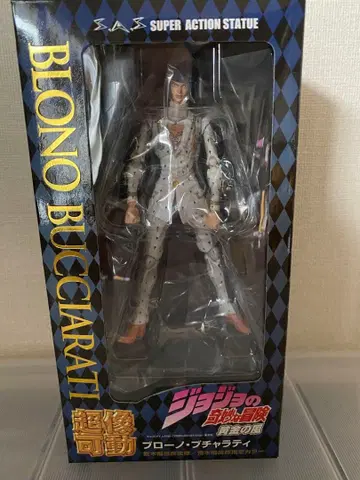 S.A.S SUPER ACTION STATUE
BLONO BUCCIARATI
超像
可動
ジョジョの
奇妙な冒険
黄金の風
ブローノ・ブチャラティ